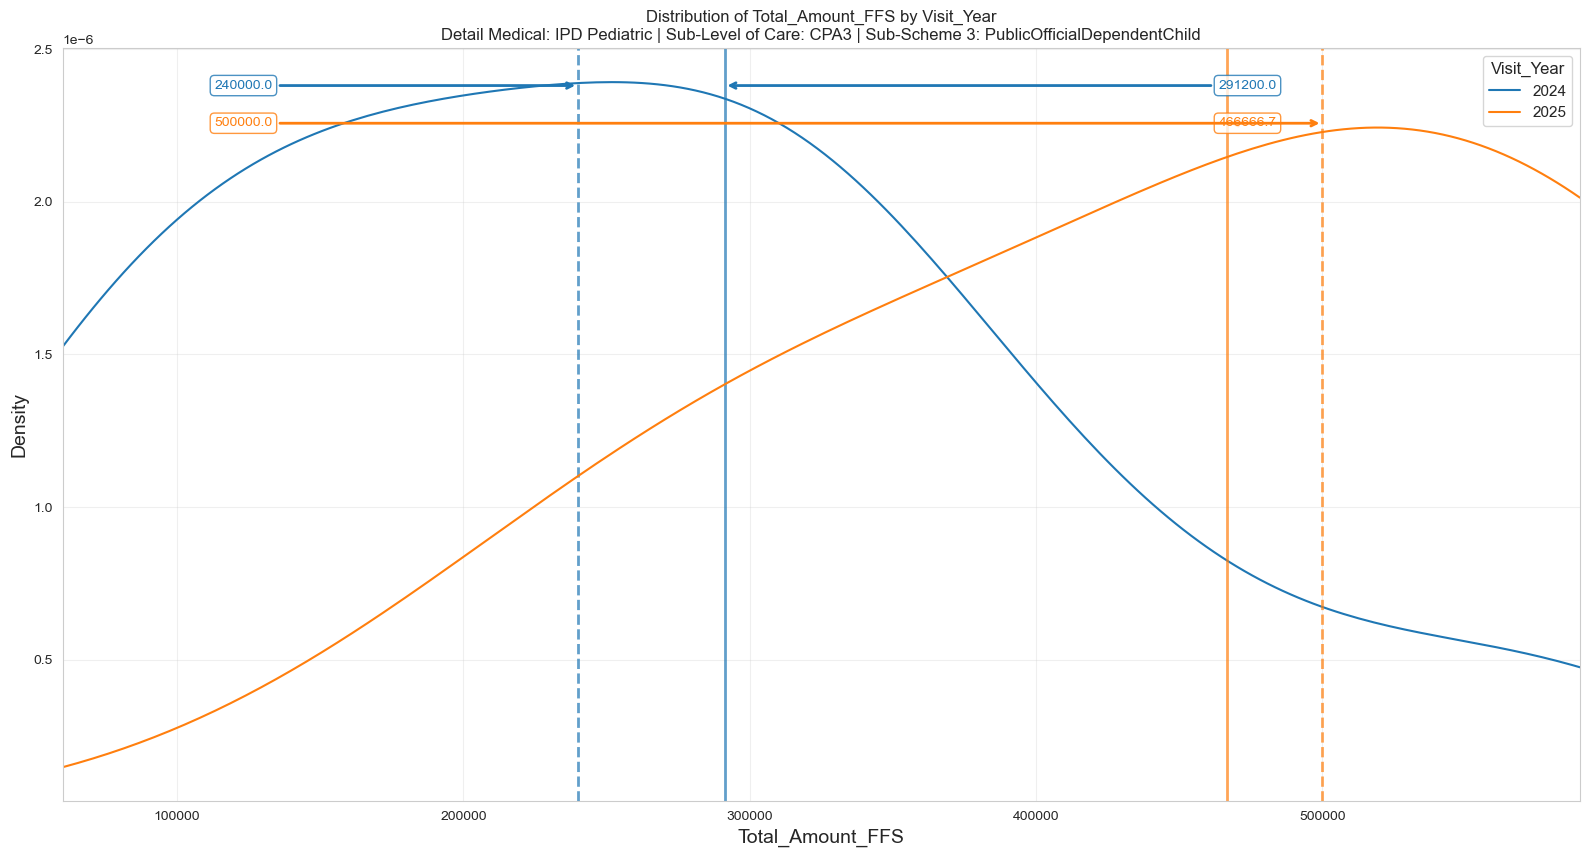 Distribution of Total_Amount_FFS by Visit_Year
Detail Medical: IPD Pediatric | Sub-Level of Care: CPA3 | Sub-Scheme 3: PublicOfficialDependentChild
1e−6
2.5
2.0
1.5
1.0
0.5
Density
240000.0
291200.0
500000.0
466666.7
Visit_Year
2024
2025
100000
200000
300000
400000
500000
Total_Amount_FFS